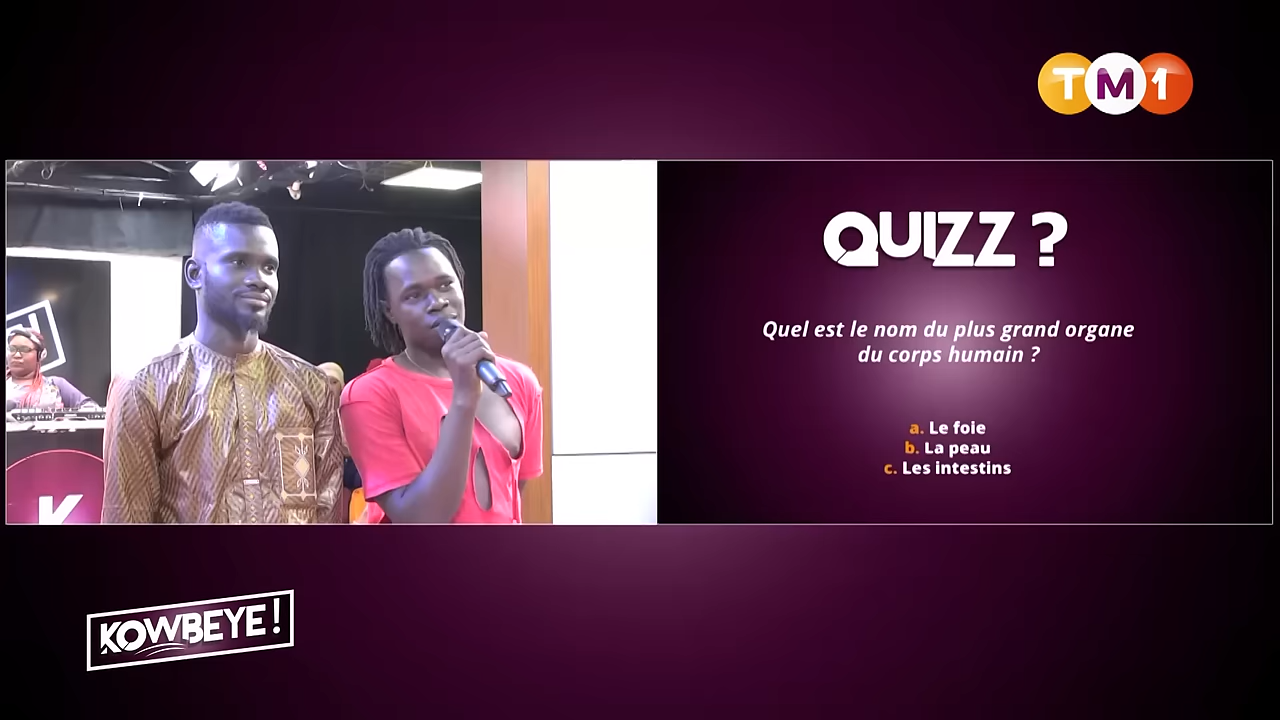 TM1
QUIZZ ?
Quel est le nom du plus grand organe
du corps humain ?
a. Le foie
b. La peau
c. Les intestins
K
KOWBEYE !